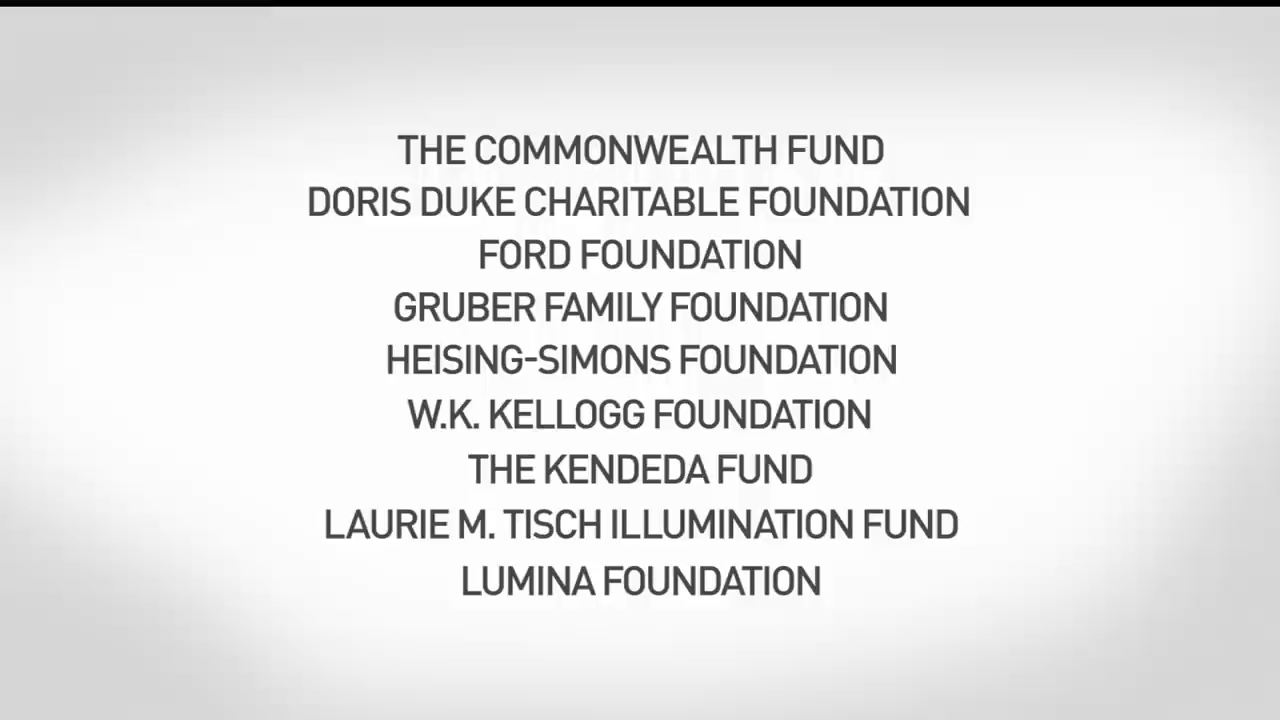 THE COMMONWEALTH FUND
DORIS DUKE CHARITABLE FOUNDATION
FORD FOUNDATION
GRUBER FAMILY FOUNDATION
HEISING-SIMONS FOUNDATION
W.K. KELLOGG FOUNDATION
THE KENDEDA FUND
LAURIE M. TISCH ILLUMINATION FUND
LUMINA FOUNDATION